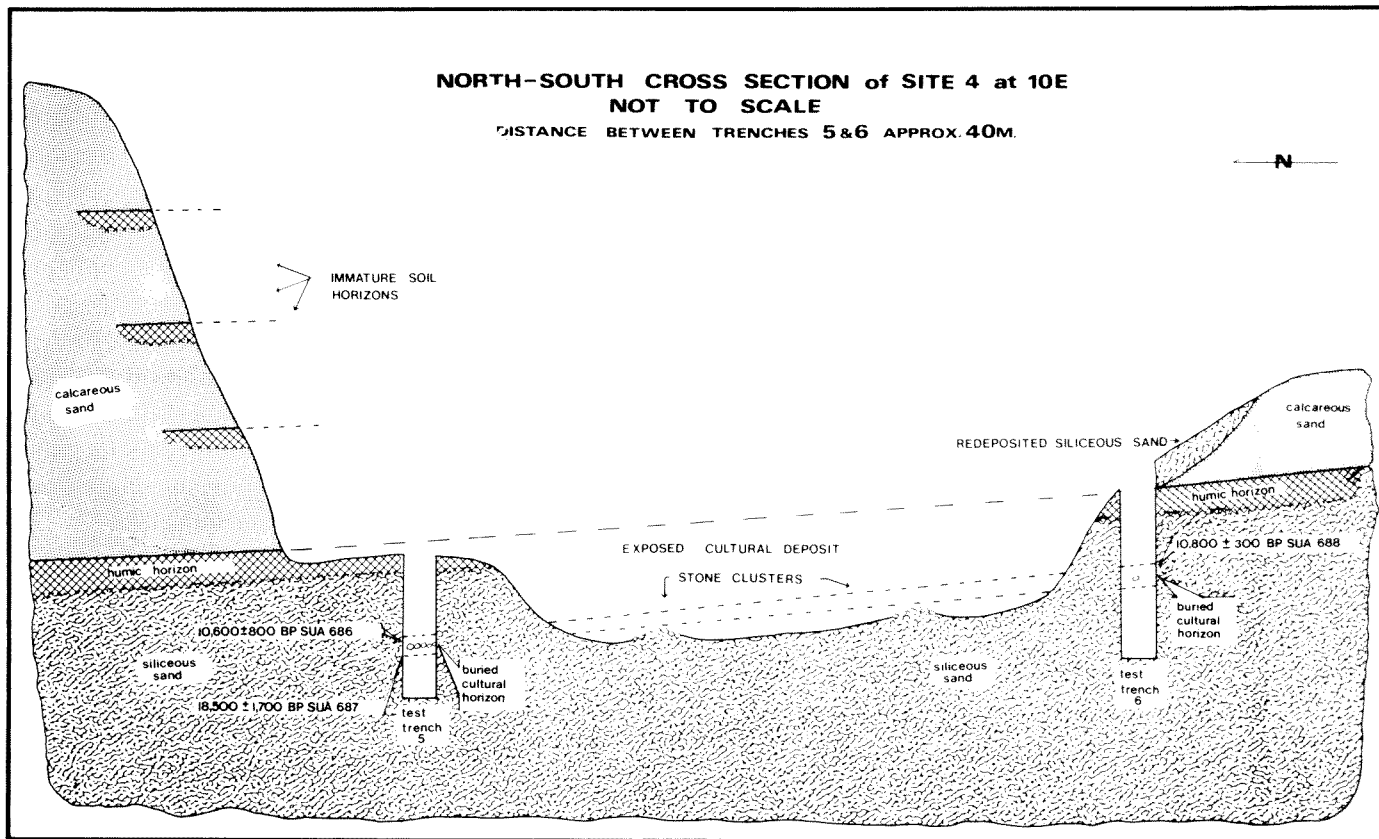 NORTH-SOUTH CROSS SECTION of SITE 4 at 10E
NOT TO SCALE
DISTANCE BETWEEN TRENCHES 5 & 6 APPROX. 40M.
N
IMMATURE SOIL
HORIZONS
calcareous
sand
calcareous
sand
REDEPOSITED SILICEOUS SAND
humic horizon
EXPOSED CULTURAL DEPOSIT
10,800 ± 300 BP SUA 688
humic horizon
STONE CLUSTERS
buried
cultural
horizon
10,600±800 BP SUA 686
siliceous
sand
buried
cultural
horizon
siliceous
sand
test
trench
6
18,500 ± 1,700 BP SUA 687
test
trench
5